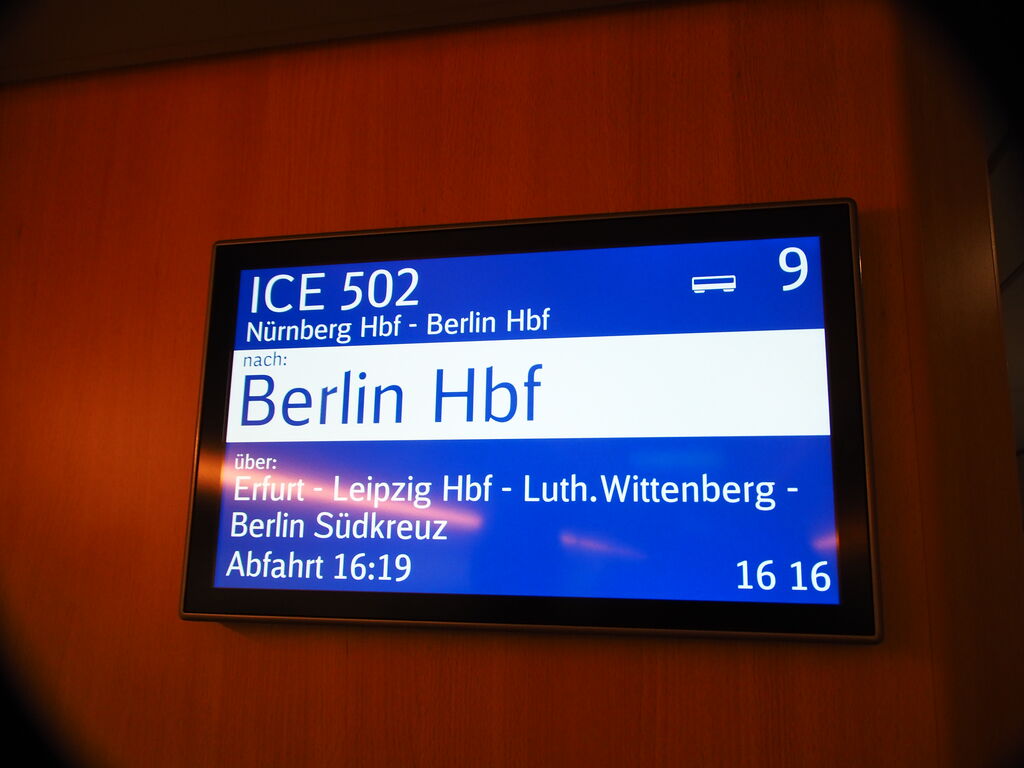 ICE 502 9
Nürnberg Hbf - Berlin Hbf
nach:
Berlin Hbf
über:
Erfurt - Leipzig Hbf - Luth.Wittenberg -
Berlin Südkreuz
Abfahrt 16:19 16 16